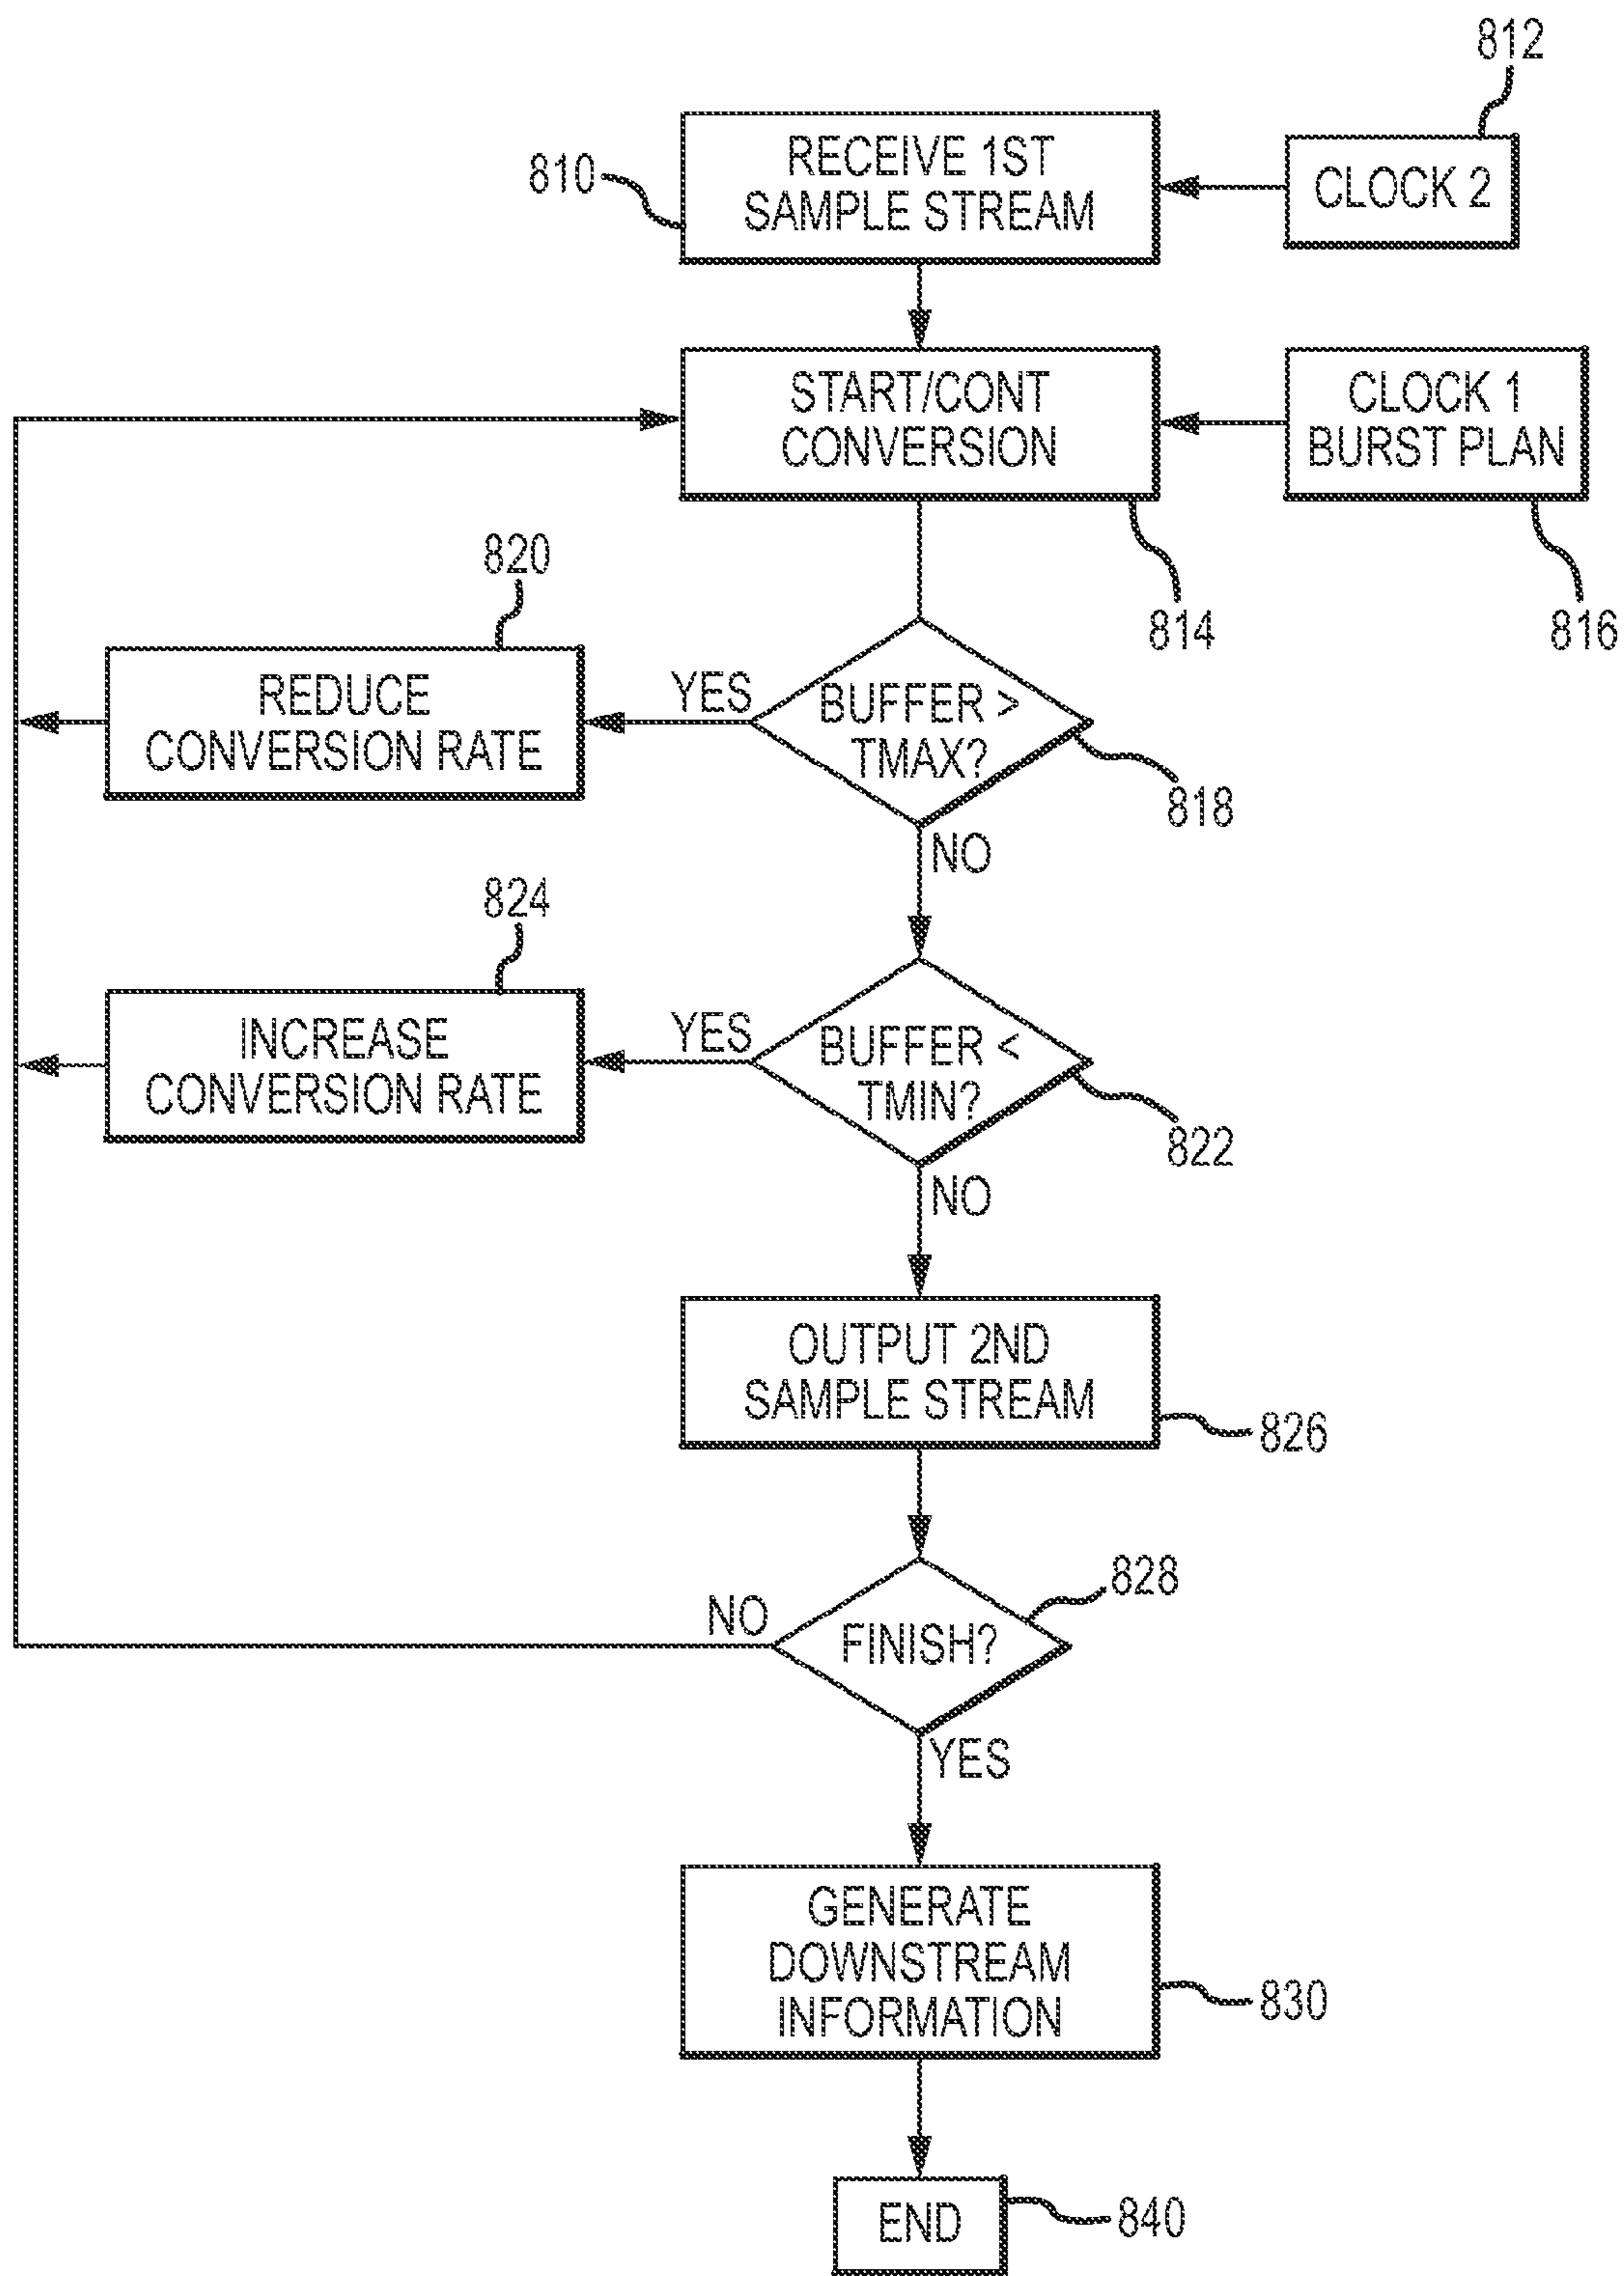 812
RECEIVE 1ST
SAMPLE STREAM
810
CLOCK 2
START/CONT
CONVERSION
CLOCK 1
BURST PLAN
814
816
820
REDUCE
CONVERSION RATE
YES
BUFFER >
TMAX?
818
NO
824
INCREASE
CONVERSION RATE
YES
BUFFER <
TMIN?
822
NO
OUTPUT 2ND
SAMPLE STREAM
826
828
NO
FINISH?
YES
GENERATE
DOWNSTREAM
INFORMATION
830
END
840